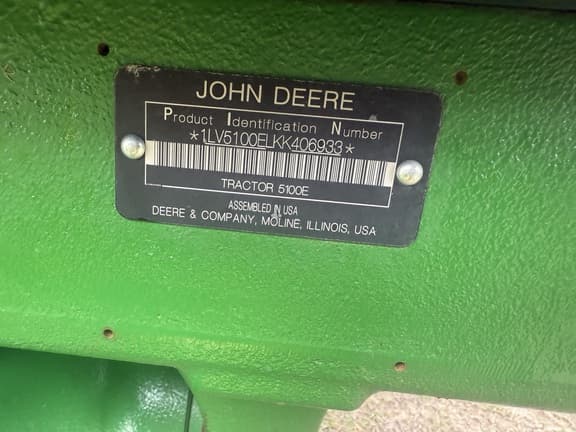 JOHN DEERE
Product Identification Number
*1LV5100ELKK406933*
TRACTOR 5100E
ASSEMBLED IN USA
DEERE & COMPANY, MOLINE, ILLINOIS, USA